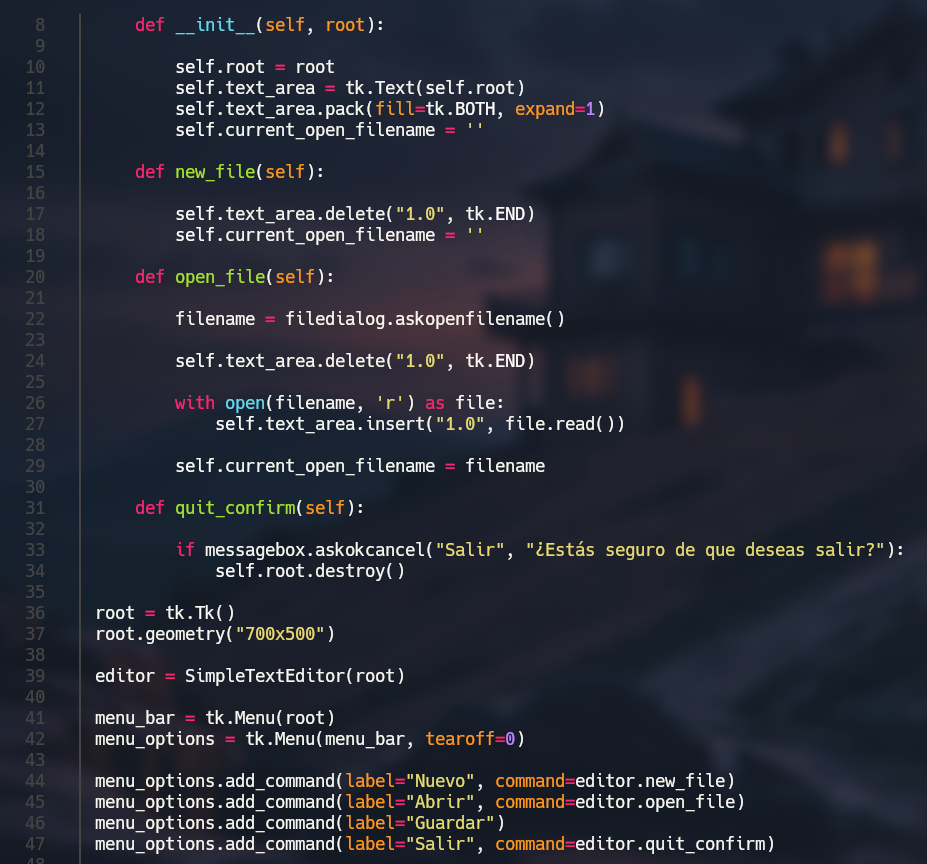 8 def __init__(self, root):
9
10 self.root = root
11 self.text_area = tk.Text(self.root)
12 self.text_area.pack(fill=tk.BOTH, expand=1)
13 self.current_open_filename = ''
14
15 def new_file(self):
16
17 self.text_area.delete("1.0", tk.END)
18 self.current_open_filename = ''
19
20 def open_file(self):
21
22 filename = filedialog.askopenfilename()
23
24 self.text_area.delete("1.0", tk.END)
25
26 with open(filename, 'r') as file:
27 self.text_area.insert("1.0", file.read())
28
29 self.current_open_filename = filename
30
31 def quit_confirm(self):
32
33 if messagebox.askokcancel("Salir", "¿Estás seguro de que deseas salir?"):
34 self.root.destroy()
35
36 root = tk.Tk()
37 root.geometry("700x500")
38
39 editor = SimpleTextEditor(root)
40
41 menu_bar = tk.Menu(root)
42 menu_options = tk.Menu(menu_bar, tearoff=0)
43
44 menu_options.add_command(label="Nuevo", command=editor.new_file)
45 menu_options.add_command(label="Abrir", command=editor.open_file)
46 menu_options.add_command(label="Guardar")
47 menu_options.add_command(label="Salir", command=editor.quit_confirm)
48